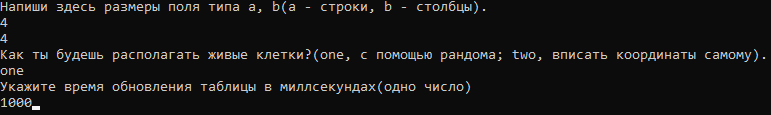 Напиши здесь размеры поля типа a, b(a - строки, b - столбцы).
4
4
Как ты будешь располагать живые клетки?(one, с помощью рандома; two, вписать координаты самому).
one
Укажите время обновления таблицы в миллсекундах(одно число)
1000